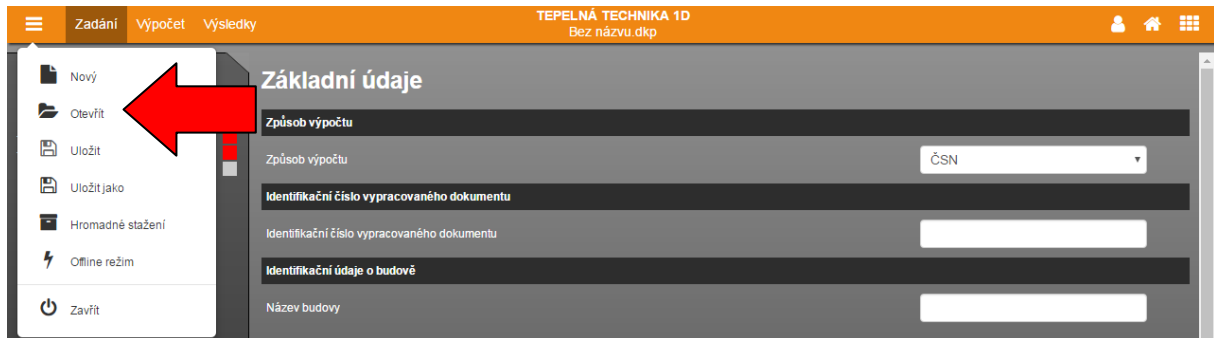 Zadání Výpočet Výsledky
TEPELNÁ TECHNIKA 1D
Bez názvu.dkp
Nový
Otevřít
Uložit
Uložit jako
Hromadné stažení
Offline režim
Zavřít
Základní údaje
Způsob výpočtu
Způsob výpočtu ČSN
Identifikační číslo vypracovaného dokumentu
Identifikační číslo vypracovaného dokumentu
Identifikační údaje o budově
Název budovy